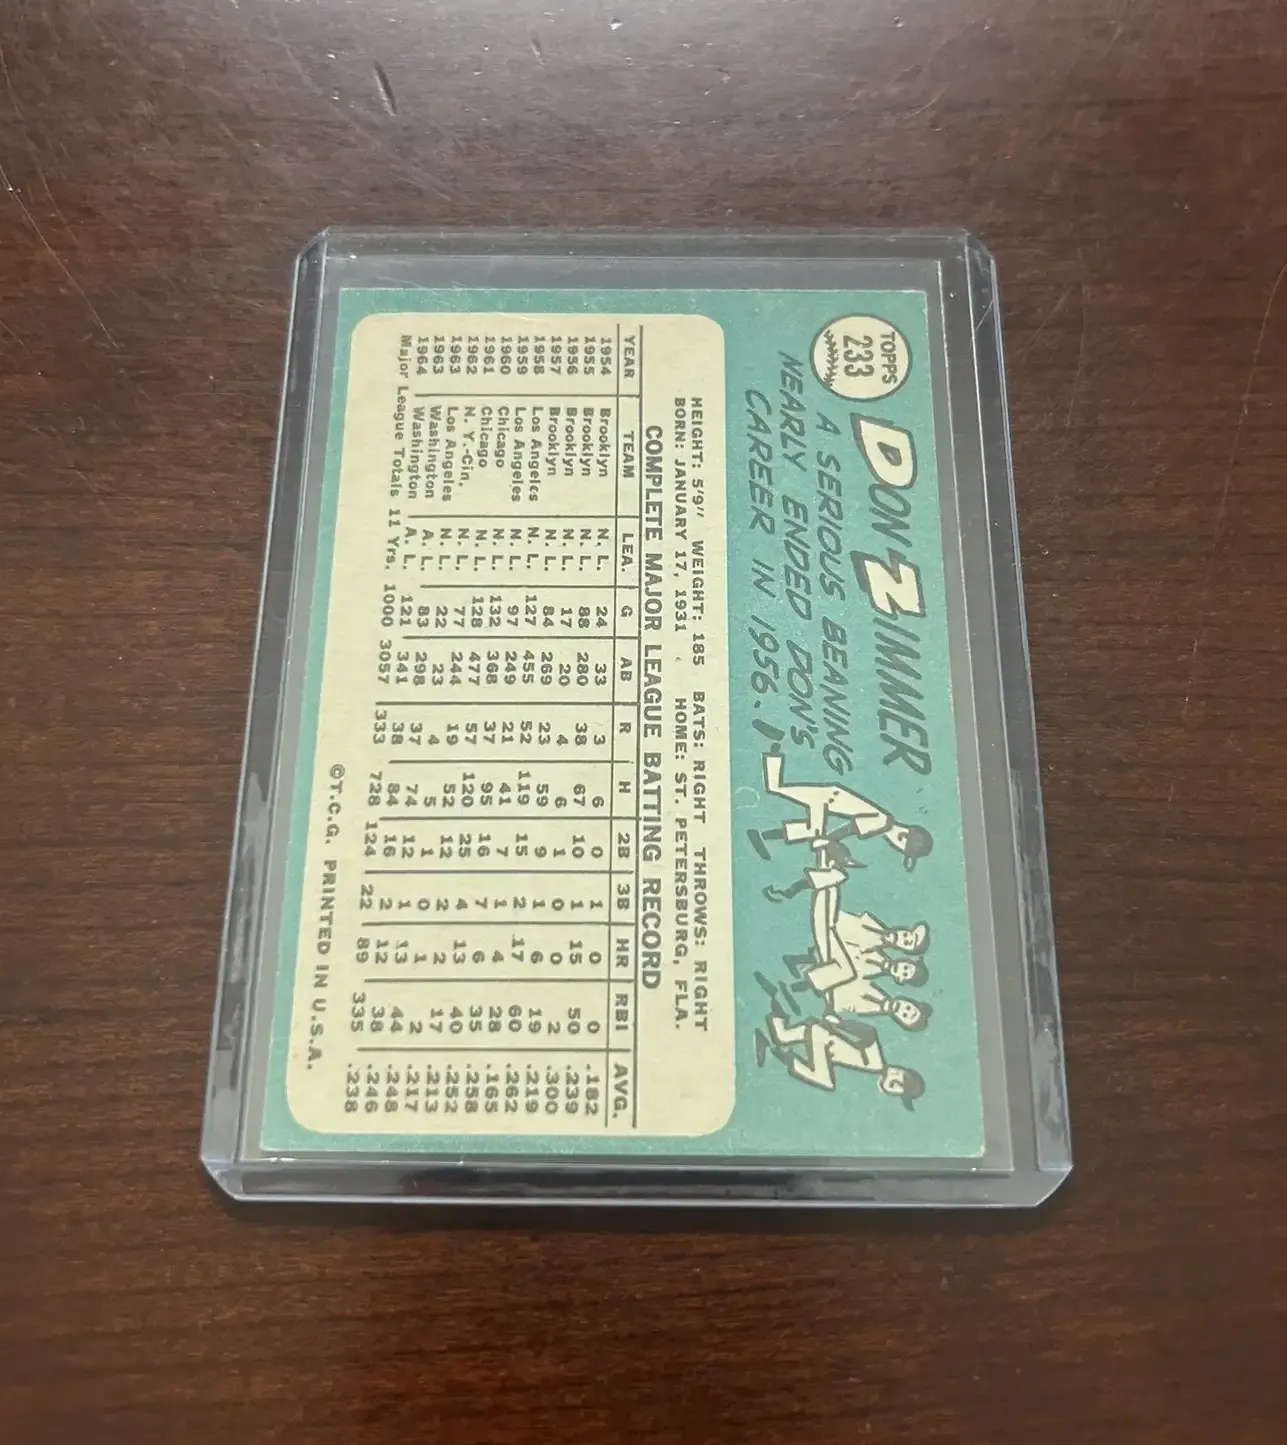 TOPPS
233
DON ZIMMER
A SERIOUS BEANING
NEARLY ENDED DON'S
CAREER IN 1956.
HEIGHT: 5'9" WEIGHT: 185 BATS: RIGHT THROWS: RIGHT
BORN: JANUARY 17, 1931 HOME: ST. PETERSBURG, FLA.
COMPLETE MAJOR LEAGUE BATTING RECORD
YEAR TEAM LEA. G AB R H 2B 3B HR RBI AVG.
1954 Brooklyn N. L. 24 33 3 6 0 1 0 0 .182
1955 Brooklyn N. L. 88 280 38 67 10 1 15 50 .239
1956 Brooklyn N. L. 17 20 4 6 1 0 0 2 .300
1957 Brooklyn N. L. 84 269 23 59 9 1 6 19 .219
1958 Los Angeles N. L. 127 455 52 119 15 2 17 60 .262
1959 Los Angeles N. L. 97 249 21 41 7 1 4 28 .165
1960 Chicago N. L. 132 368 37 95 16 7 6 35 .258
1961 Chicago N. L. 128 477 57 120 25 4 13 40 .252
1962 N. Y.-Cin. N. L. 77 244 19 52 12 2 2 17 .213
1963 Los Angeles N. L. 22 23 4 5 1 0 1 2 .217
1963 Washington A. L. 83 298 37 74 12 1 13 44 .248
1964 Washington A. L. 121 341 38 84 16 2 12 38 .246
Major League Totals 11 Yrs. 1000 3057 333 728 124 22 89 335 .238
©T.C.G. PRINTED IN U.S.A.